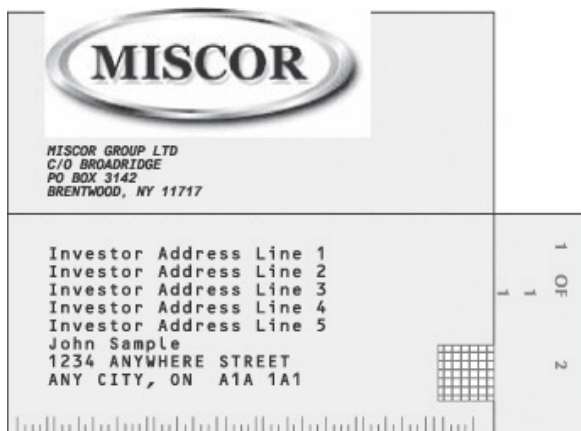 MISCOR
MISCOR GROUP LTD
C/O BROADRIDGE
PO BOX 3142
BRENTWOOD, NY 11717
Investor Address Line 1
Investor Address Line 2
Investor Address Line 3
Investor Address Line 4
Investor Address Line 5
John Sample
1234 ANYWHERE STREET
ANY CITY, ON A1A 1A1
1 OF 2
1
1